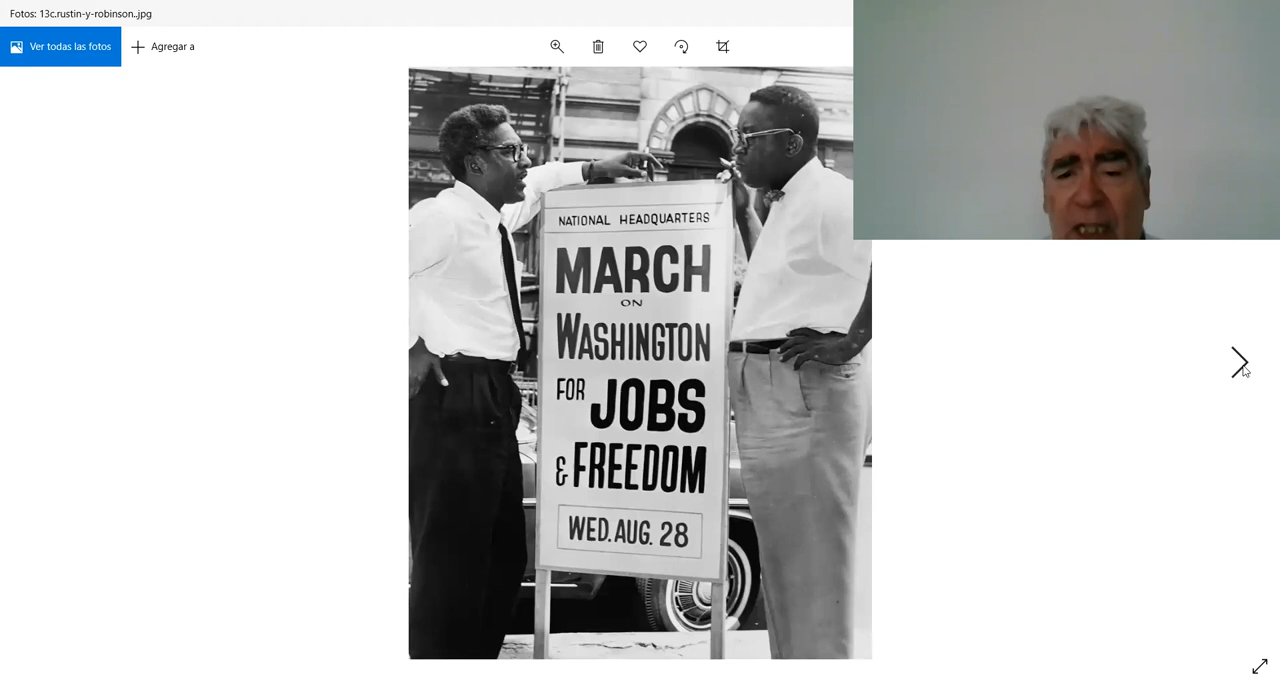 Fotos: 13c.rustin-y-robinson..jpg
Ver todas las fotos
Agregar a
NATIONAL HEADQUARTERS
MARCH
ON
WASHINGTON
FOR JOBS
& FREEDOM
WED. AUG. 28